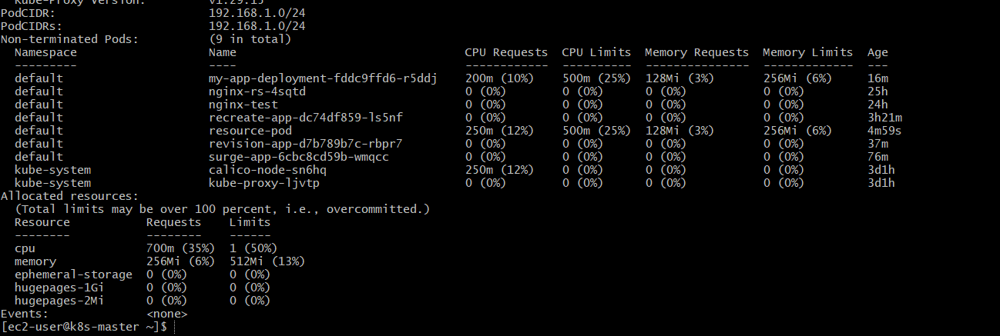 Kube-Proxy Version:         v1.29.15
PodCIDR:                      192.168.1.0/24
PodCIDRs:                     192.168.1.0/24
Non-terminated Pods:          (9 in total)
  Namespace                   Name                                 CPU Requests  CPU Limits  Memory Requests  Memory Limits  Age
  ---------                   ----                                 ------------  ----------  ---------------  -------------  ---
  default                     my-app-deployment-fddc9ffd6-r5ddj    200m (10%)    500m (25%)  128Mi (3%)       256Mi (6%)     16m
  default                     nginx-rs-4sqtd                       0 (0%)        0 (0%)      0 (0%)           0 (0%)         25h
  default                     nginx-test                           0 (0%)        0 (0%)      0 (0%)           0 (0%)         24h
  default                     recreate-app-dc74df859-ls5nf         0 (0%)        0 (0%)      0 (0%)           0 (0%)         3h21m
  default                     resource-pod                         250m (12%)    500m (25%)  128Mi (3%)       256Mi (6%)     4m59s
  default                     revision-app-d7b789b7c-rbpr7         0 (0%)        0 (0%)      0 (0%)           0 (0%)         37m
  default                     surge-app-6cbc8cd59b-wmqcc           0 (0%)        0 (0%)      0 (0%)           0 (0%)         76m
  kube-system                 calico-node-sn6hq                    250m (12%)    0 (0%)      0 (0%)           0 (0%)         3d1h
  kube-system                 kube-proxy-ljvtp                     0 (0%)        0 (0%)      0 (0%)           0 (0%)         3d1h
Allocated resources:
  (Total limits may be over 100 percent, i.e., overcommitted.)
  Resource           Requests    Limits
  --------           --------    ------
  cpu                700m (35%)  1 (50%)
  memory             256Mi (6%)  512Mi (13%)
  ephemeral-storage  0 (0%)      0 (0%)
  hugepages-1Gi      0 (0%)      0 (0%)
  hugepages-2Mi      0 (0%)      0 (0%)
Events:              <none>
[ec2-user@k8s-master ~]$